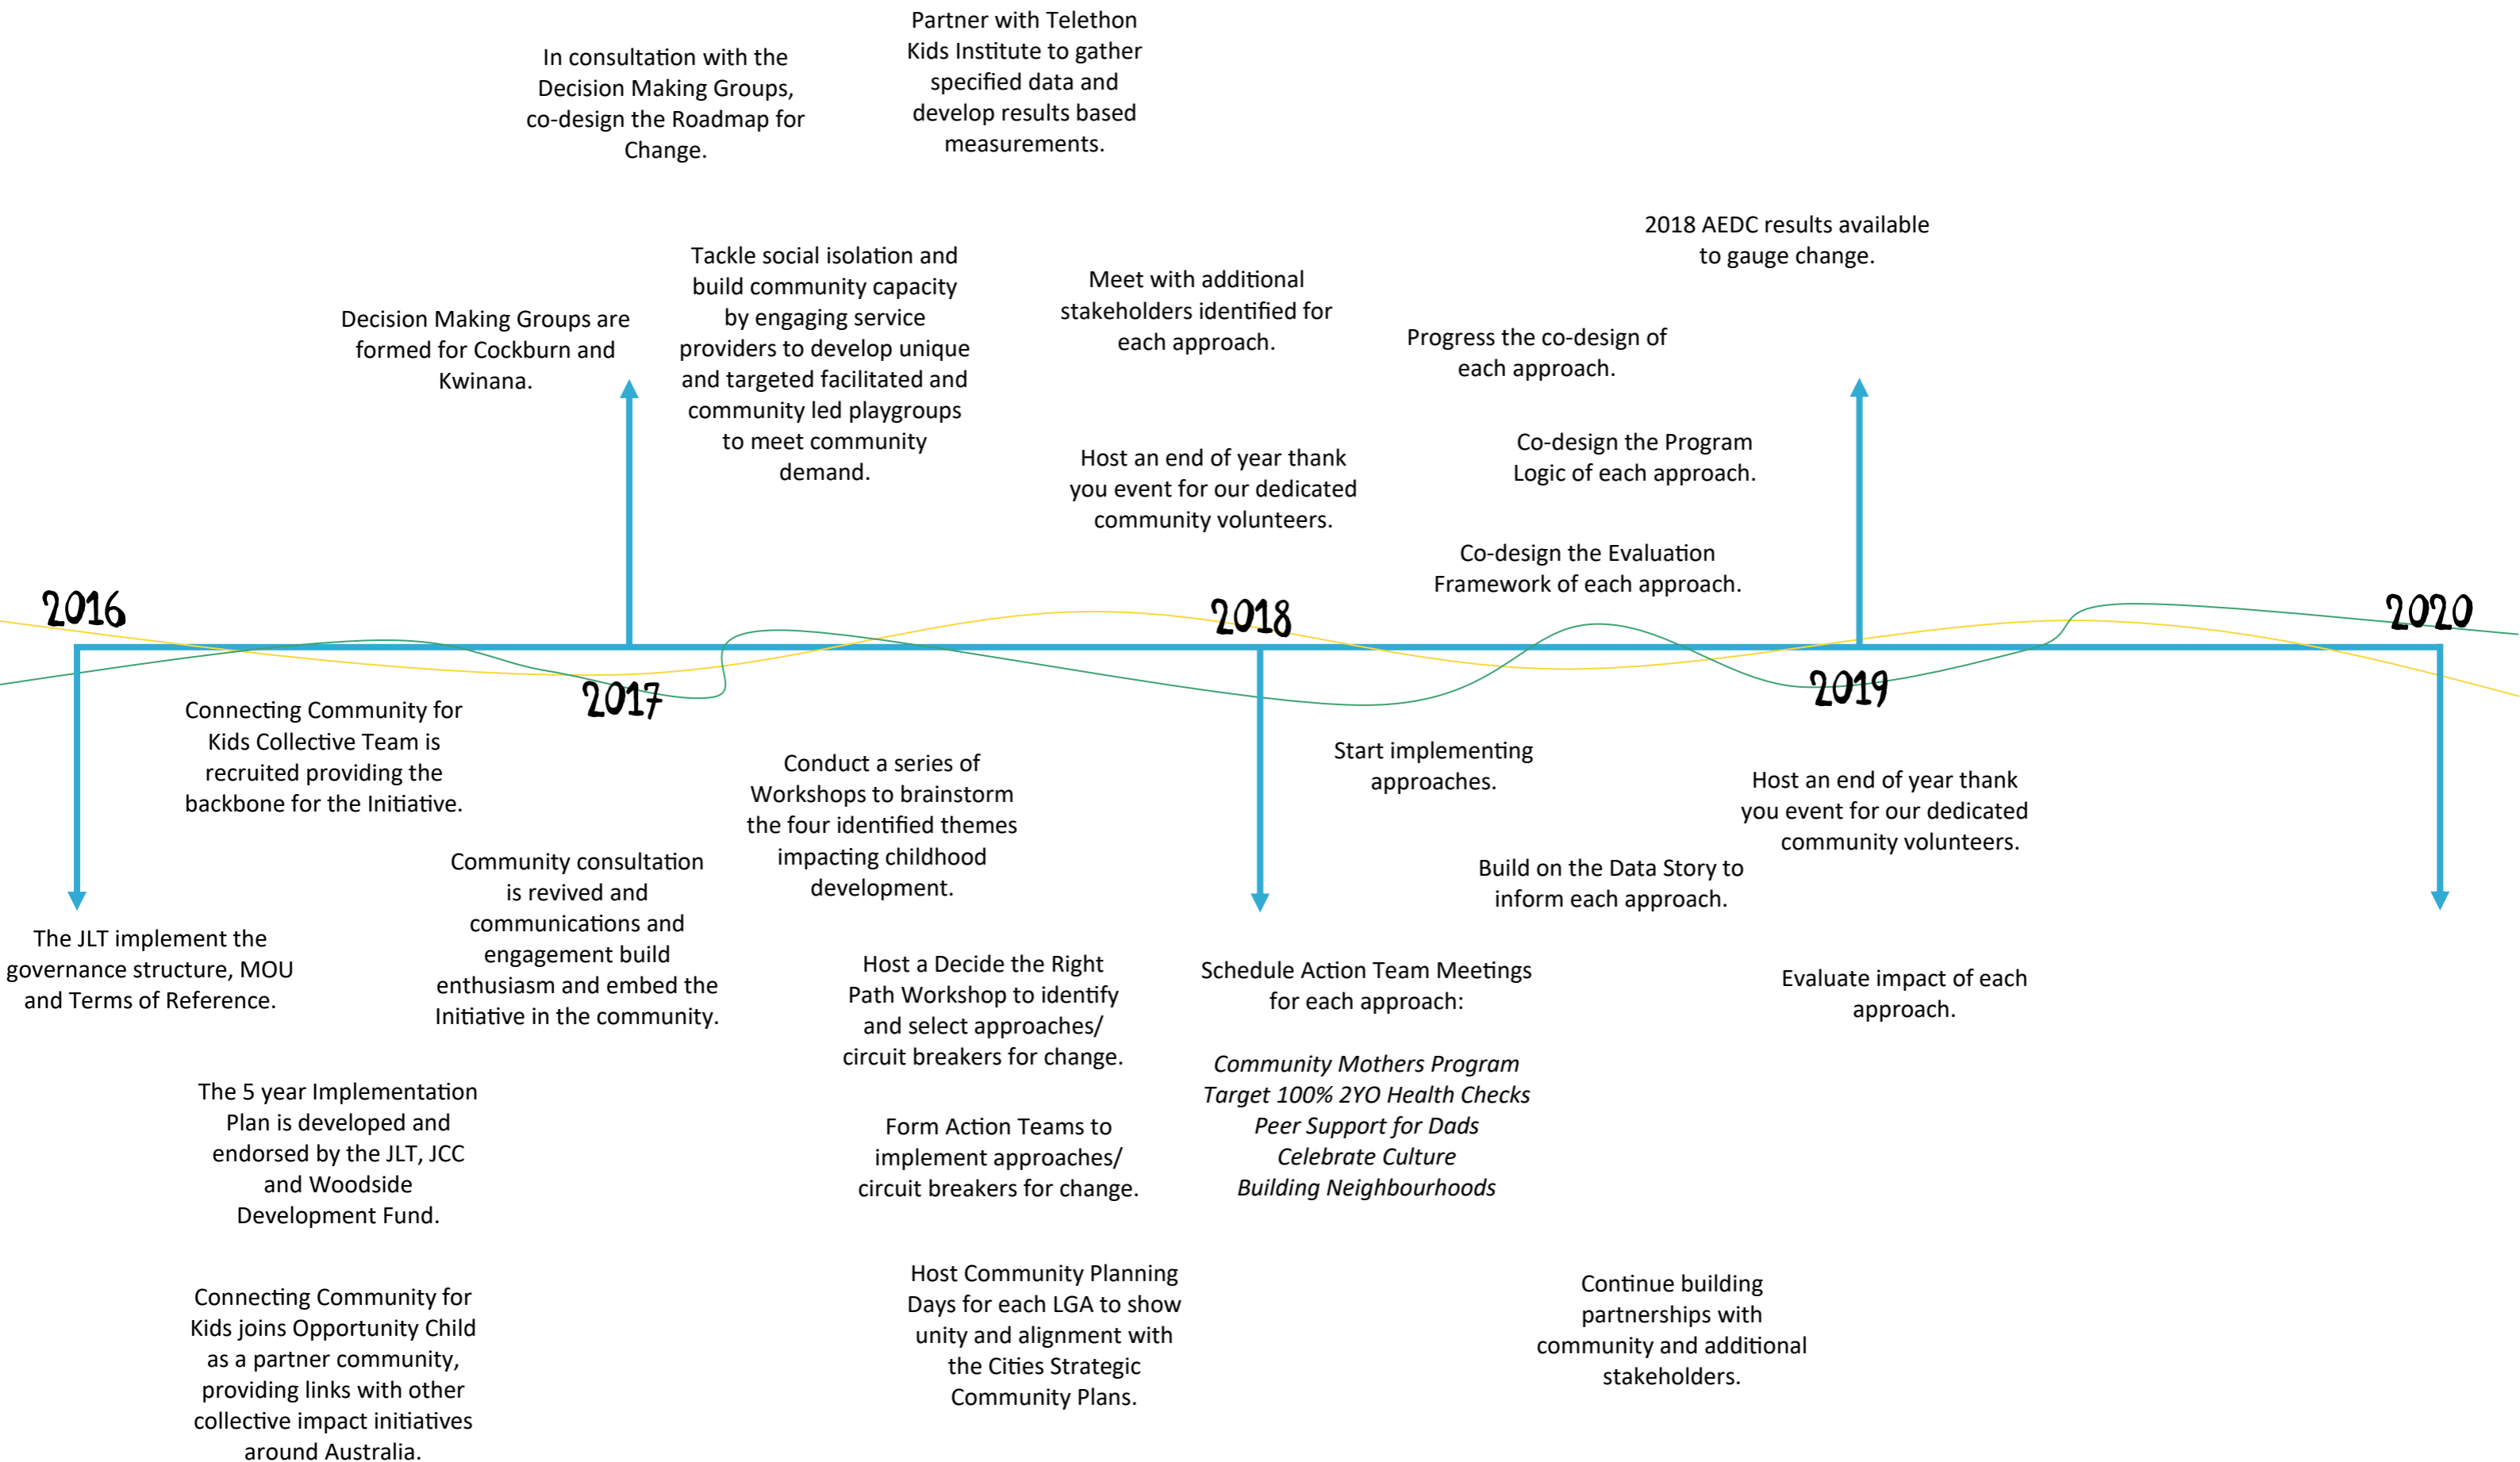 Partner with Telethon
Kids Institute to gather
specified data and
develop results based
measurements.
In consultation with the
Decision Making Groups,
co-design the Roadmap for
Change.
2018 AEDC results available
to gauge change.
Tackle social isolation and
build community capacity
by engaging service
providers to develop unique
and targeted facilitated and
community led playgroups
to meet community
demand.
Meet with additional
stakeholders identified for
each approach.
Decision Making Groups are
formed for Cockburn and
Kwinana.
Progress the co-design of
each approach.
Co-design the Program
Logic of each approach.
Host an end of year thank
you event for our dedicated
community volunteers.
Co-design the Evaluation
Framework of each approach.
2016
2018
2020
2017
2019
Connecting Community for
Kids Collective Team is
recruited providing the
backbone for the Initiative.
Conduct a series of
Workshops to brainstorm
the four identified themes
impacting childhood
development.
Start implementing
approaches.
Host an end of year thank
you event for our dedicated
community volunteers.
Community consultation
is revived and
communications and
engagement build
enthusiasm and embed the
Initiative in the community.
Build on the Data Story to
inform each approach.
The JLT implement the
governance structure, MOU
and Terms of Reference.
Host a Decide the Right
Path Workshop to identify
and select approaches/
circuit breakers for change.
Schedule Action Team Meetings
for each approach:
Community Mothers Program
Target 100% 2YO Health Checks
Peer Support for Dads
Celebrate Culture
Building Neighbourhoods
Evaluate impact of each
approach.
The 5 year Implementation
Plan is developed and
endorsed by the JLT, JCC
and Woodside
Development Fund.
Form Action Teams to
implement approaches/
circuit breakers for change.
Host Community Planning
Days for each LGA to show
unity and alignment with
the Cities Strategic
Community Plans.
Continue building
partnerships with
community and additional
stakeholders.
Connecting Community for
Kids joins Opportunity Child
as a partner community,
providing links with other
collective impact initiatives
around Australia.